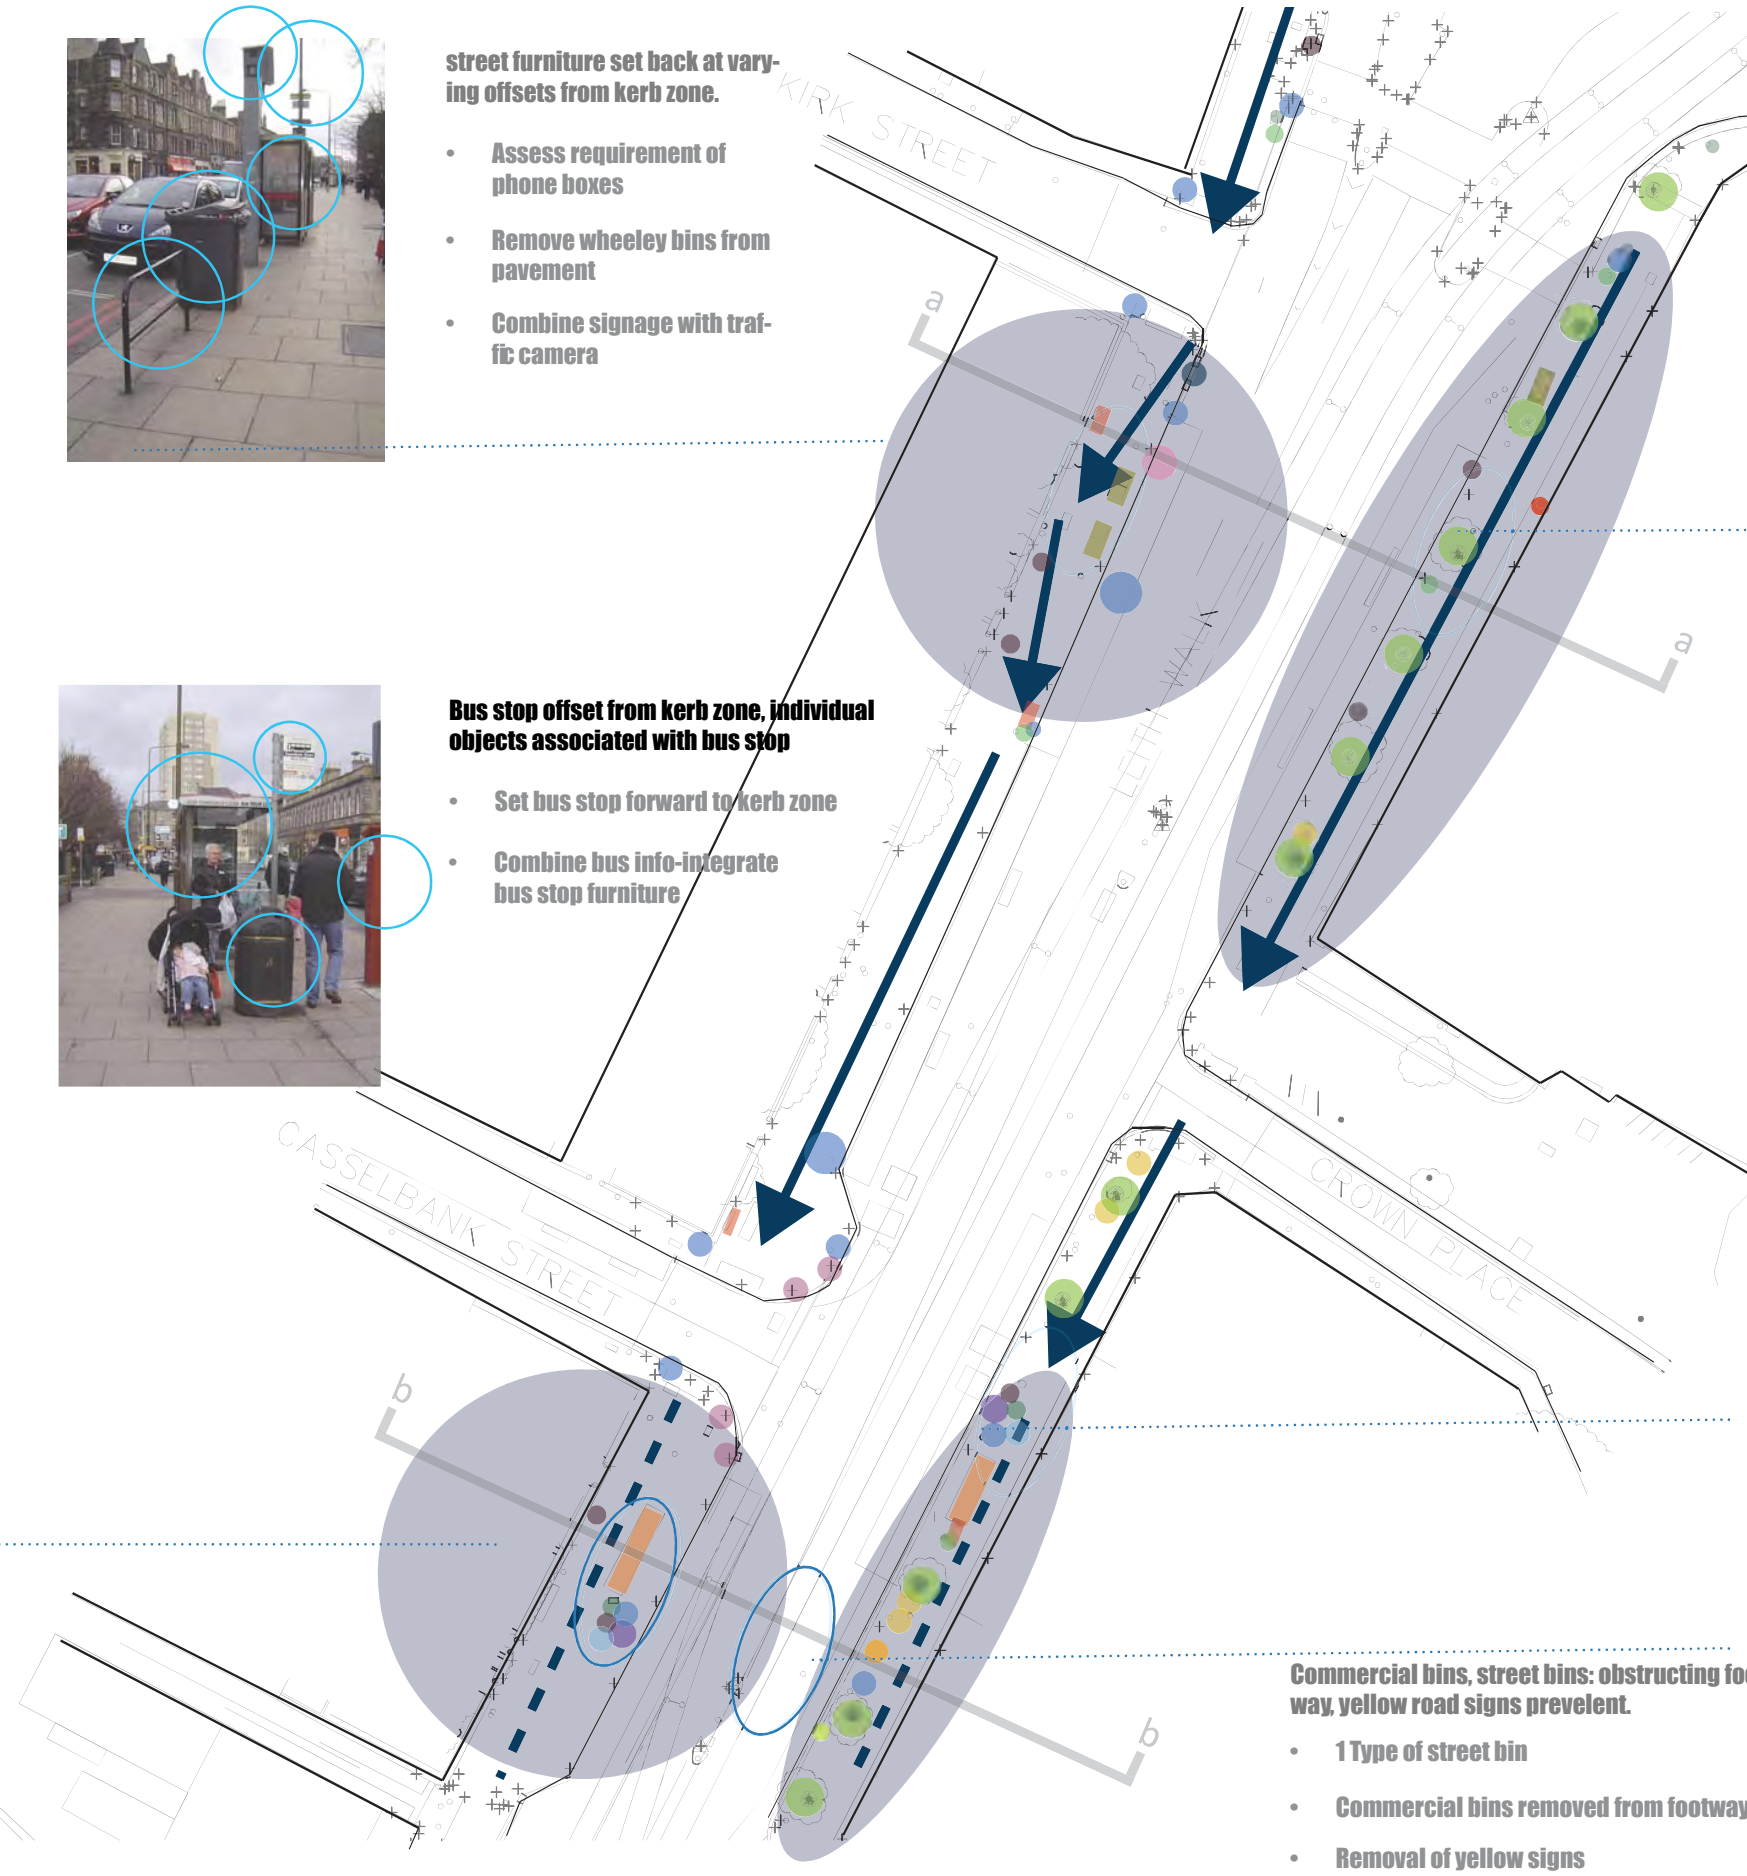 street furniture set back at vary-
ing offsets from kerb zone.
• Assess requirement of
phone boxes
• Remove wheeley bins from
pavement
• Combine signage with traf-
fic camera
KIRK STREET
a
a
WALK
Bus stop offset from kerb zone, individual
objects associated with bus stop
• Set bus stop forward to kerb zone
• Combine bus info-integrate
bus stop furniture
CASSELBANK STREET
CROWN PLACE
b
b
Commercial bins, street bins: obstructing foo
way, yellow road signs prevelent.
• 1 Type of street bin
• Commercial bins removed from footway
• Removal of yellow signs